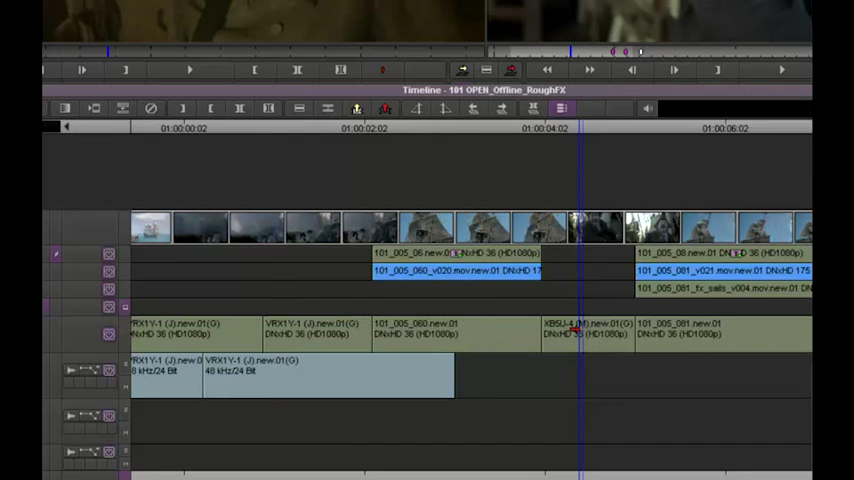 Timeline - 101 OPEN_Offline_RoughFX
01:00:00:02
01:00:02:02
01:00:04:02
01:00:06:02
101_005_08.new.01 DNxHD 36 (HD1080p)
101_005_060_v020.mov.new.01 DNxHD 17
101_005_081_v021.mov.new.01 DNxHD 175
101_005_081_fx_sails_v004.mov.new.01 DN
VRX1Y-1 (J).new.01(G)
DNxHD 36 (HD1080p)
VRX1Y-1 (J).new.01(G)
DNxHD 36 (HD1080p)
101_005_060.new.01
DNxHD 36 (HD1080p)
XB5U-4 (M).new.01(G)
DNxHD 36 (HD1080p)
101_005_081.new.01
DNxHD 36 (HD1080p)
VRX1Y-1 (J).new.0
8 kHz/24 Bit
VRX1Y-1 (J).new.01(G)
48 kHz/24 Bit